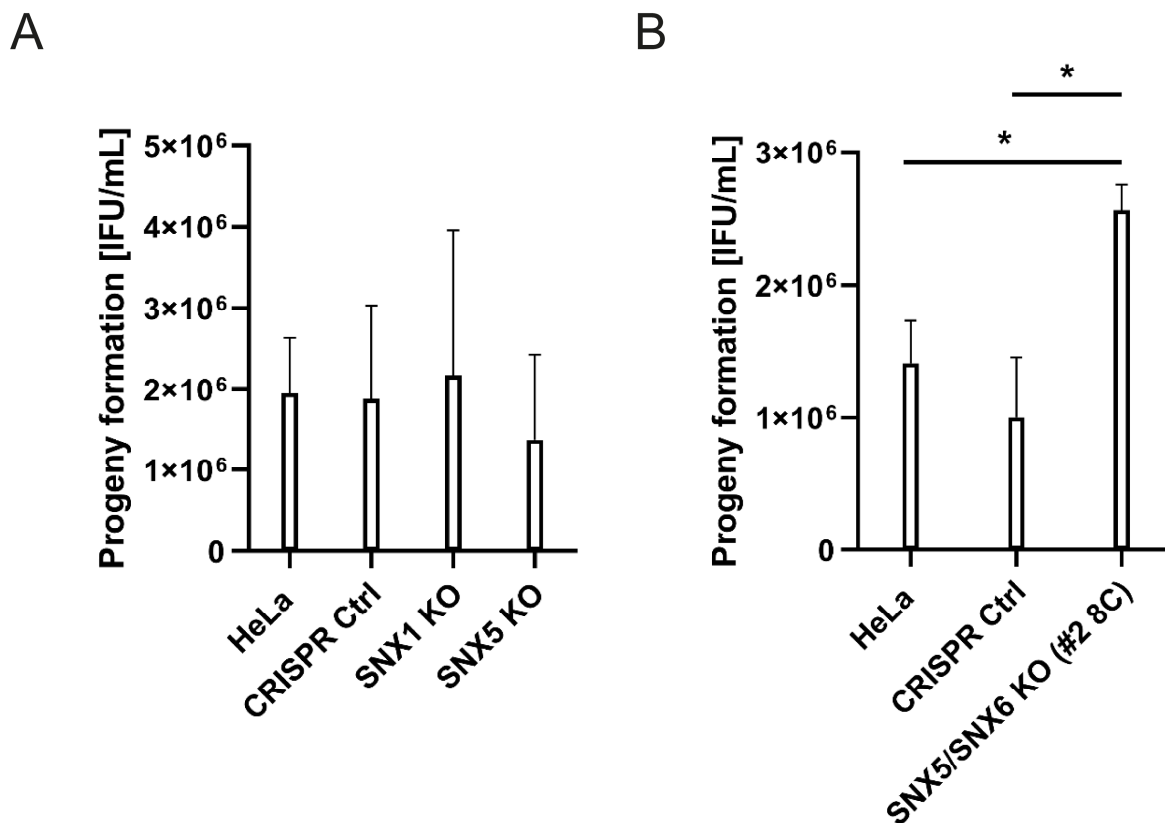 A
Progeny formation [IFU/mL]
5×10⁶
4×10⁶
3×10⁶
2×10⁶
1×10⁶
0
HeLa
CRISPR Ctrl
SNX1 KO
SNX5 KO
B
*
*
Progeny formation [IFU/mL]
3×10⁶
2×10⁶
1×10⁶
0
HeLa
CRISPR Ctrl
SNX5/SNX6 KO (#2 8C)